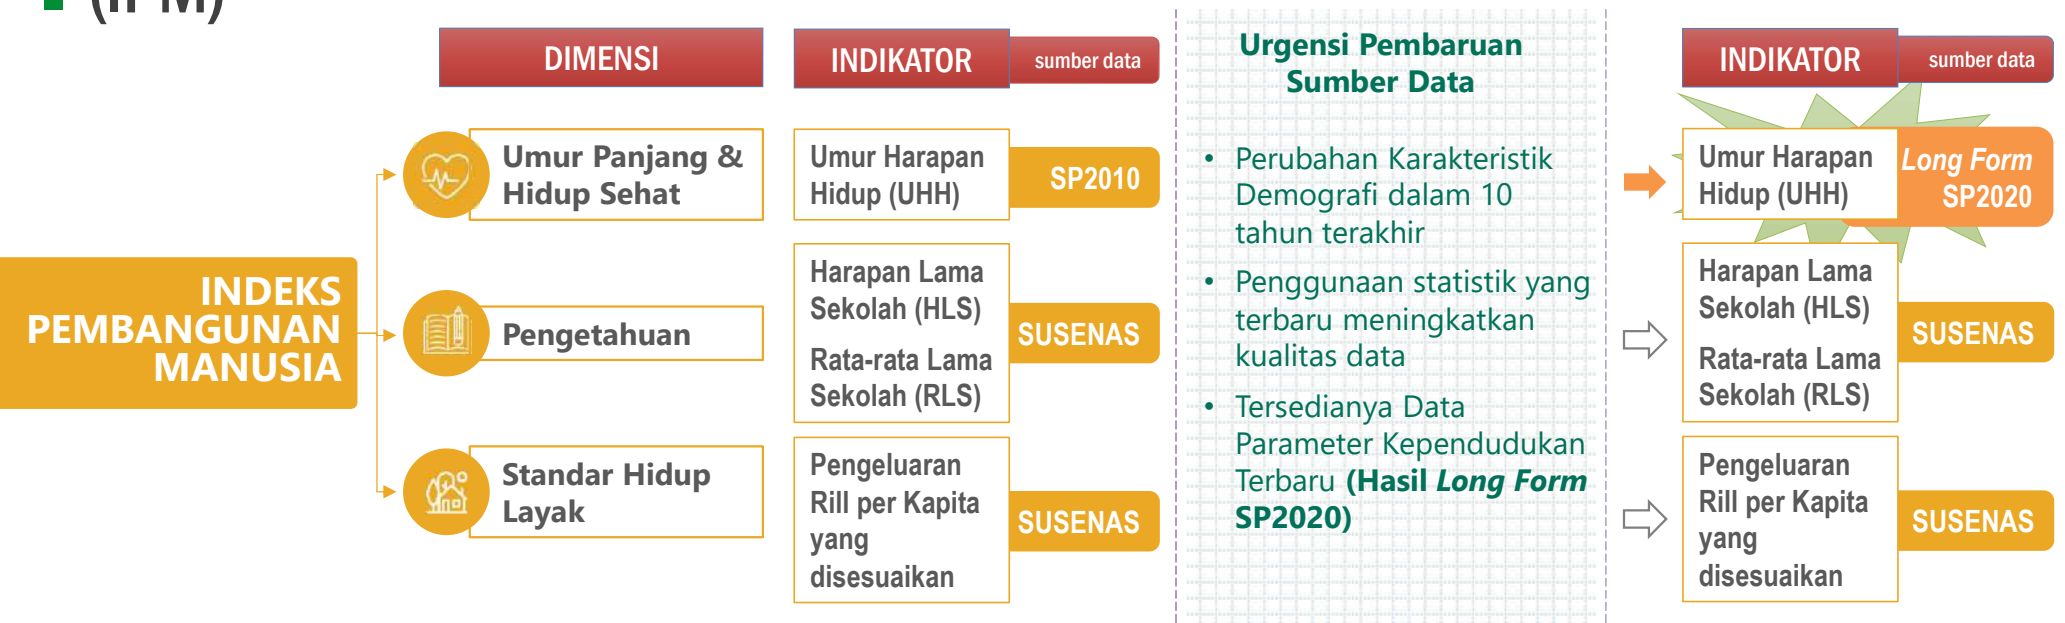 (IPM)
DIMENSI
INDIKATOR
sumber data
INDEKS
PEMBANGUNAN
MANUSIA
Umur Panjang &
Hidup Sehat
Umur Harapan
Hidup (UHH)
SP2010
Pengetahuan
Harapan Lama
Sekolah (HLS)
Rata-rata Lama
Sekolah (RLS)
SUSENAS
Standar Hidup
Layak
Pengeluaran
Rill per Kapita
yang
disesuaikan
SUSENAS
Urgensi Pembaruan
Sumber Data
• Perubahan Karakteristik
Demografi dalam 10
tahun terakhir
• Penggunaan statistik yang
terbaru meningkatkan
kualitas data
• Tersedianya Data
Parameter Kependudukan
Terbaru (Hasil Long Form
SP2020)
INDIKATOR
sumber data
Umur Harapan
Hidup (UHH)
Long Form
SP2020
Harapan Lama
Sekolah (HLS)
Rata-rata Lama
Sekolah (RLS)
SUSENAS
Pengeluaran
Rill per Kapita
yang
disesuaikan
SUSENAS